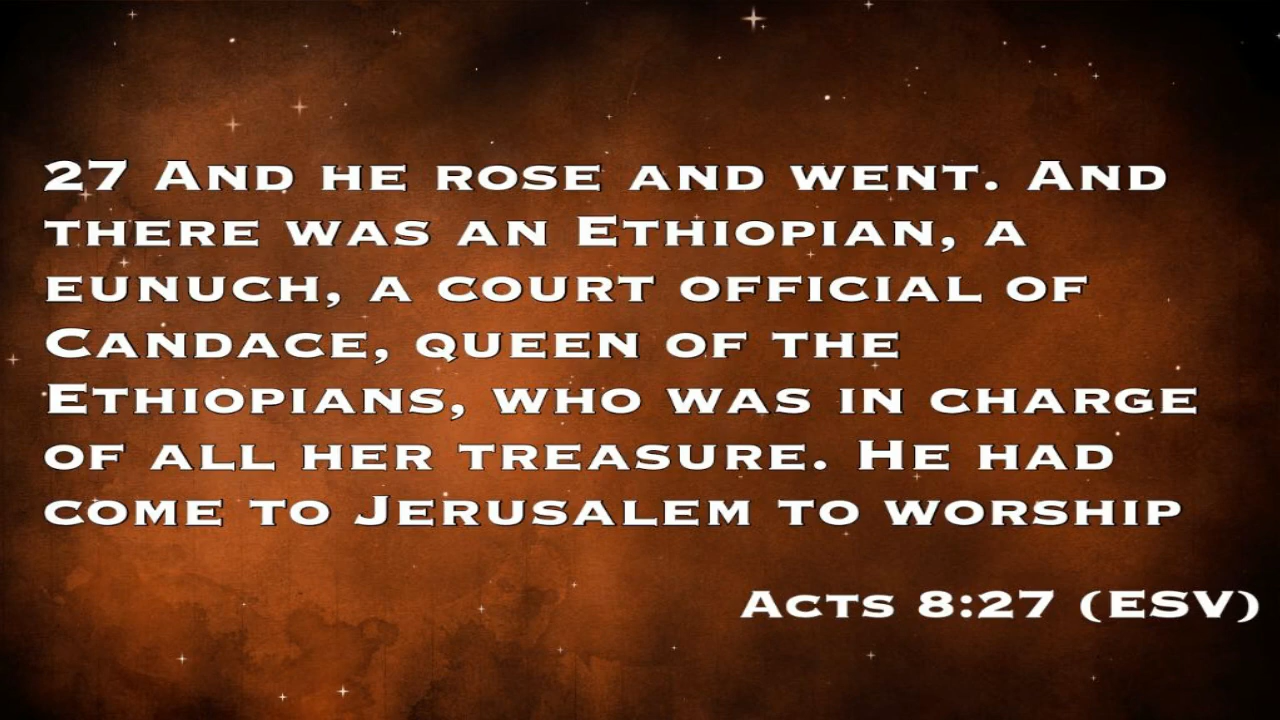 27 And he rose and went. And
there was an Ethiopian, a
eunuch, a court official of
Candace, queen of the
Ethiopians, who was in charge
of all her treasure. He had
come to Jerusalem to worship
Acts 8:27 (ESV)